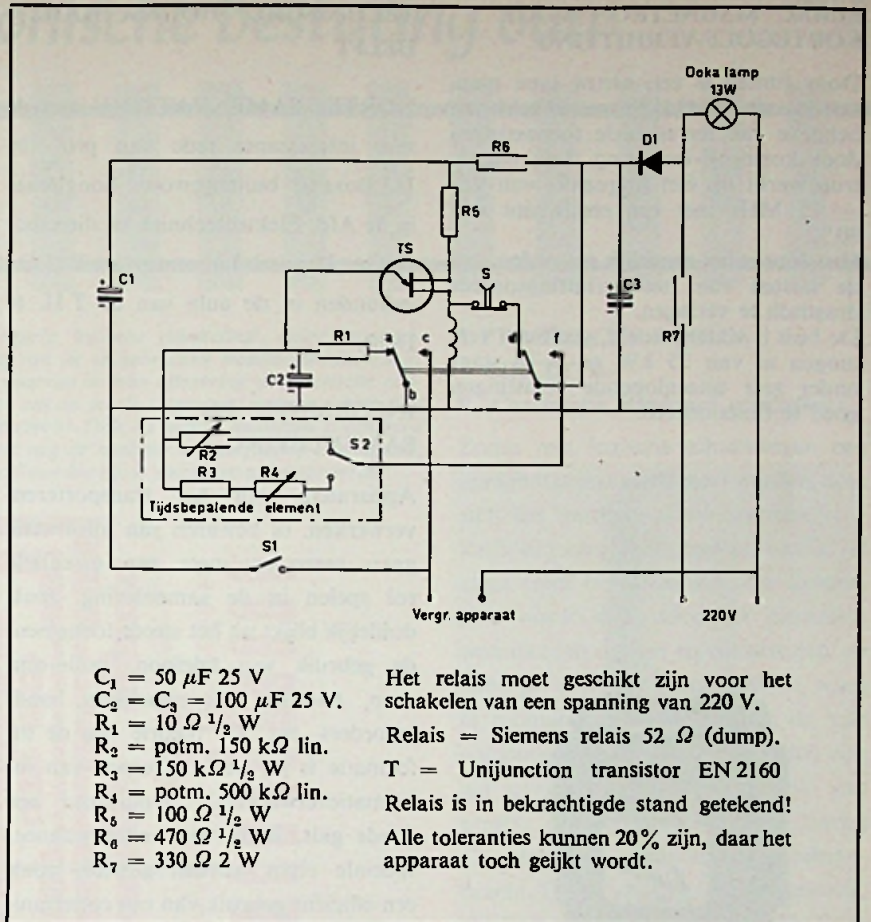 Doka lamp
13W
R6
D1
R5
TS
S
C1
C3
R7
R1
a
c
d
f
C2
b
e
S2
R2
R3
R4
Tijdsbepalende element
S1
Vergr. apparaat
220V
C₁ = 50 μF 25 V
C₂ = C₃ = 100 μF 25 V.
R₁ = 10 Ω ¹/₂ W
R₂ = potm. 150 kΩ lin.
R₃ = 150 kΩ ¹/₂ W
R₄ = potm. 500 kΩ lin.
R₅ = 100 Ω ¹/₂ W
R₆ = 470 Ω ¹/₂ W
R₇ = 330 Ω 2 W
Het relais moet geschikt zijn voor het
schakelen van een spanning van 220 V.
Relais = Siemens relais 52 Ω (dump).
T = Unijunction transistor EN 2160
Relais is in bekrachtigde stand getekend!
Alle toleranties kunnen 20% zijn, daar het
apparaat toch geijkt wordt.